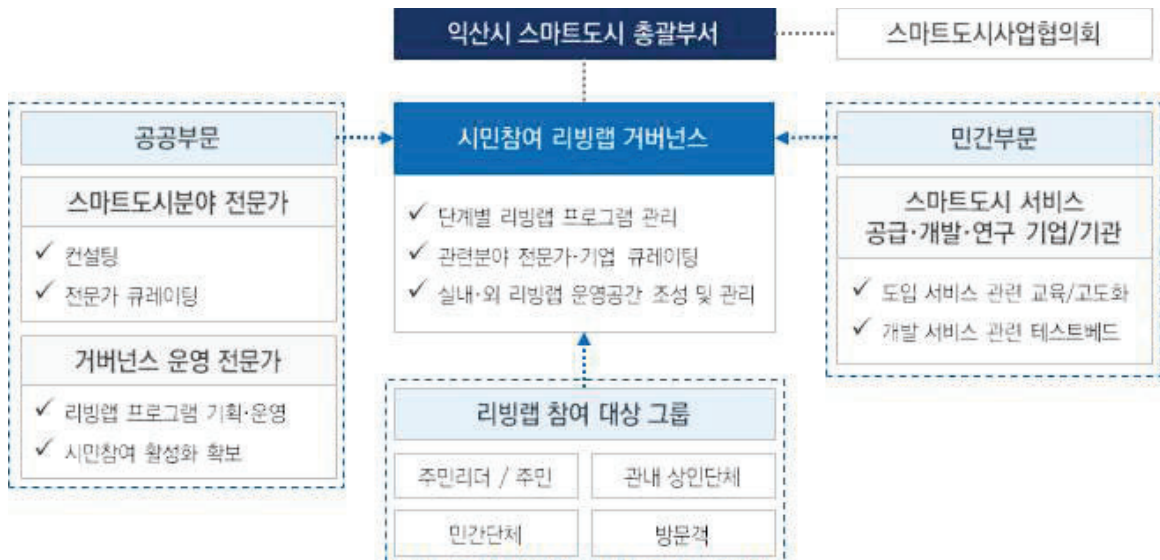 익산시 스마트도시 총괄부서
스마트도시사업협의회
공공부문
스마트도시분야 전문가
✓ 컨설팅
✓ 전문가 큐레이팅
거버넌스 운영 전문가
✓ 리빙랩 프로그램 기획·운영
✓ 시민참여 활성화 확보
시민참여 리빙랩 거버넌스
✓ 단계별 리빙랩 프로그램 관리
✓ 관련분야 전문가·기업 큐레이팅
✓ 실내·외 리빙랩 운영공간 조성 및 관리
민간부문
스마트도시 서비스
공급·개발·연구 기업/기관
✓ 도입 서비스 관련 교육/고도화
✓ 개발 서비스 관련 테스트베드
리빙랩 참여 대상 그룹
주민리더 / 주민
관내 상인단체
민간단체
방문객